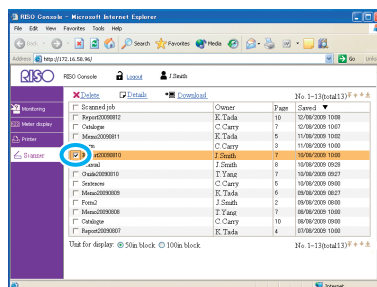 RISO Console - Microsoft Internet Explorer
File Edit View Favorites Tools Help
Back Search Favorites Media
Address http://172.16.50.96/ Go Links
RISO RISO Console Logout J.Smith
Delete Details Download No. 1-13(total13)
Monitoring
Meter display
Printer
Scanner
Scanned job Owner Page Saved ▼
Report20090812 K.Tada 10 12/08/2009 10:08
Catalogue C.Carry 7 12/08/2009 10:07
Memo20090811 K.Tada 5 11/08/2009 10:02
C.Carry 3 11/08/2009 10:00
Report20090810 J.Smith 7 10/08/2009 10:00
J.Smith 8 10/08/2009 09:28
Guide20090810 T.Yang 7 10/08/2009 09:27
Sentences C.Carry 5 10/08/2009 09:00
Memo20090809 K.Tada 6 09/08/2009 08:27
Form2 J.Smith 2 09/08/2009 08:00
Memo20090808 T.Yang 7 08/08/2009 10:00
Catalogue C.Carry 10 08/08/2009 09:00
Report20090807 K.Tada 4 07/08/2009 10:00
Unit for display: 50in block. 100in block. No. 1-13(total13)
Internet